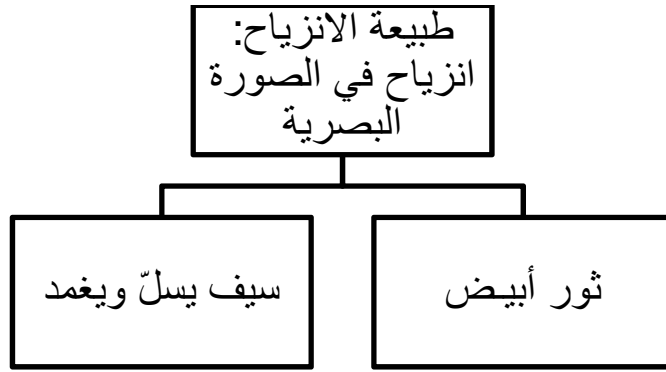 طبيعة الانزياح:
انزياح في الصورة
البصرية
ثور أبيض
سيف يسلّ ويغمد